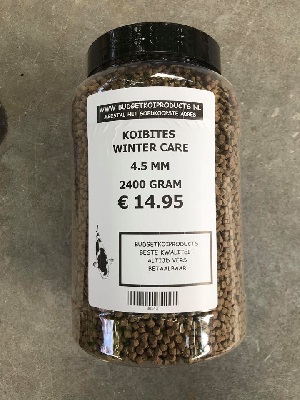 WWW.BUDGETKOIPRODUCTS.NL
KOIBITES
WINTER CARE
4.5 MM
2400 GRAM
€ 14.95
BUDGETKOIPRODUCTS
BESTE KWALITEIT
ALTIJD VERS
BETAALBAAR